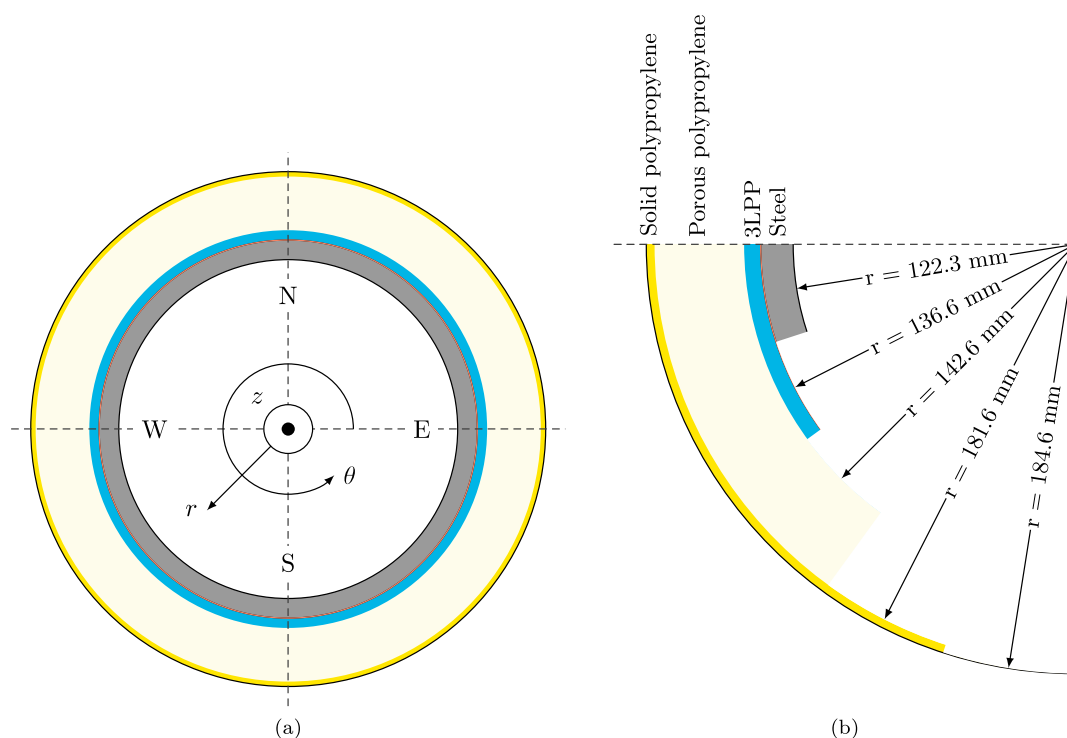 N
z
W
E
θ
r
S
(a)
Solid polypropylene
Porous polypropylene
3LPP
Steel
r = 122.3 mm
r = 136.6 mm
r = 142.6 mm
r = 181.6 mm
r = 184.6 mm
(b)